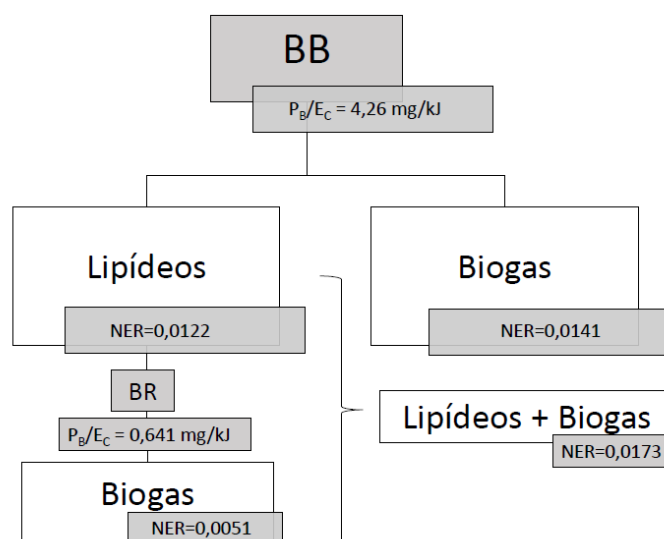 BB
P_B/E_C = 4,26 mg/kJ
Lipídeos
NER=0,0122
Biogas
NER=0,0141
BR
P_B/E_C = 0,641 mg/kJ
Biogas
NER=0,0051
Lipídeos + Biogas
NER=0,0173